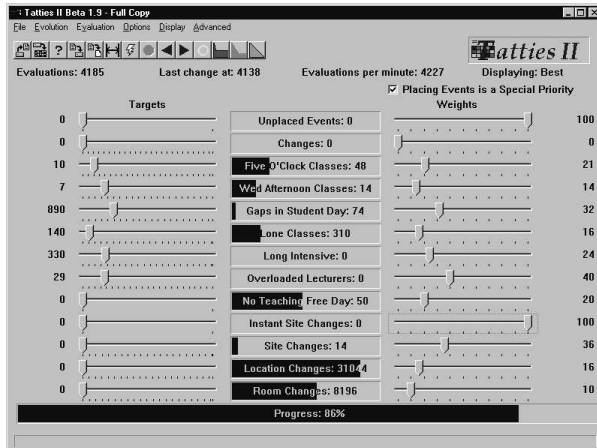 Tatties II Beta 1.9 - Full Copy
File Evolution Evaluation Options Display Advanced
Tatties II
Evaluations: 4185 Last change at: 4138 Evaluations per minute: 4227 Displaying: Best
Placing Events is a Special Priority
Targets Weights
0 Unplaced Events: 0 100
0 Changes: 0 0
10 Five O'Clock Classes: 48 21
7 Wed Afternoon Classes: 14 14
890 Gaps in Student Day: 74 32
140 Lone Classes: 310 16
330 Long Intensive: 0 24
29 Overloaded Lecturers: 0 40
0 No Teaching Free Day: 50 20
0 Instant Site Changes: 0 100
0 Site Changes: 14 36
0 Location Changes: 31044 16
0 Room Changes: 8196 10
Progress: 86%